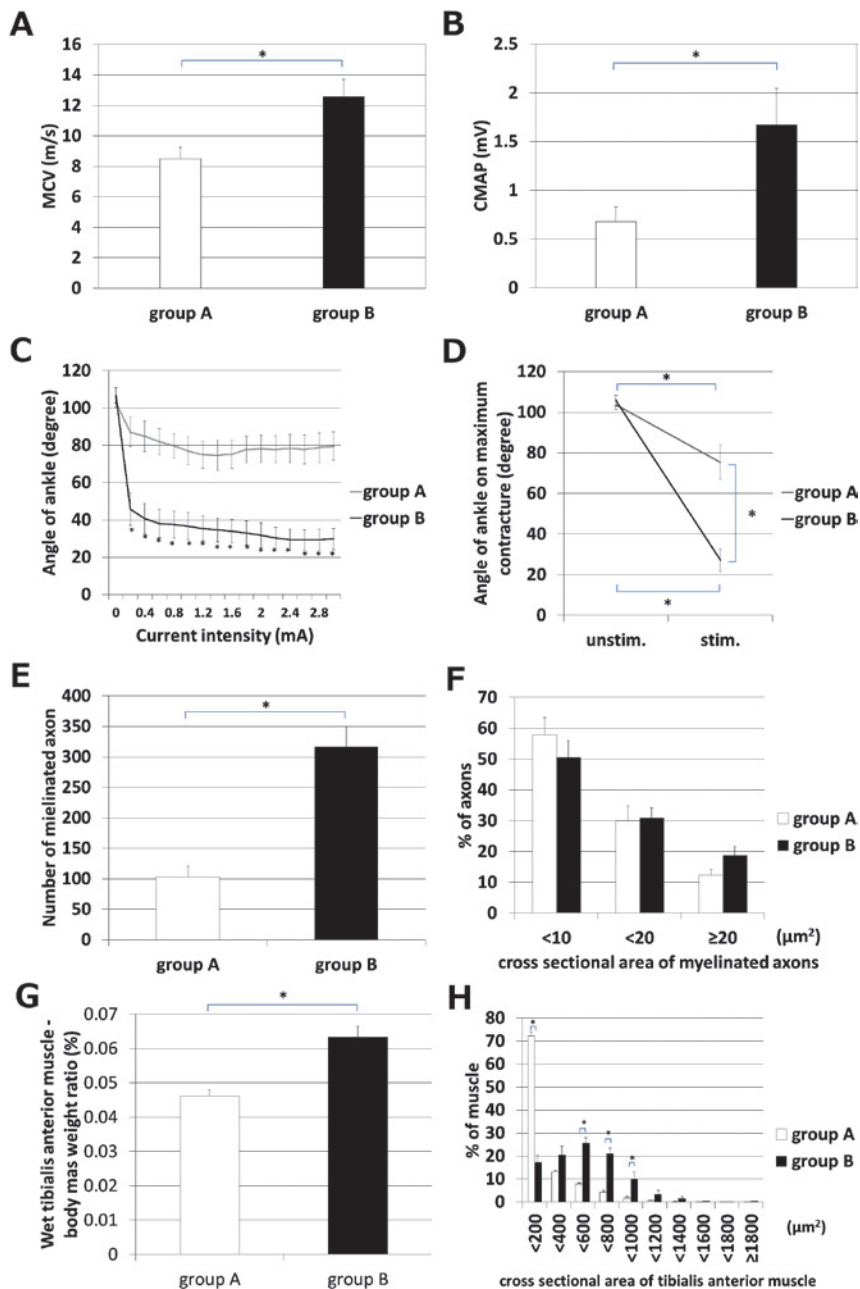 A
MCV (m/s)
16
14
12
10
8
6
4
2
0
*
group A
group B
B
CMAP (mV)
2.5
2
1.5
1
0.5
0
*
group A
group B
C
Angle of ankle (degree)
120
100
80
60
40
20
0
* * * * * * * * * * * * * * *
0 0.4 0.8 1.2 1.6 2 2.4 2.8
Current intensity (mA)
group A
group B
D
Angle of ankle on maximum
contracture (degree)
120
100
80
60
40
20
0
*
*
*
unstim.
stim.
group A
group B
E
Number of mielinated axon
400
350
300
250
200
150
100
50
0
*
group A
group B
F
% of axons
70
60
50
40
30
20
10
0
<10
<20
≥20
(μm²)
cross sectional area of myelinated axons
group A
group B
G
Wet tibialis anterior muscle -
body mas weight ratio (%)
0.07
0.06
0.05
0.04
0.03
0.02
0.01
0
*
group A
group B
H
% of muscle
80
70
60
50
40
30
20
10
0
*
*
*
*
<200
<400
<600
<800
<1000
<1200
<1400
<1600
<1800
≥1800
(μm²)
cross sectional area of tibialis anterior muscle
group A
group B